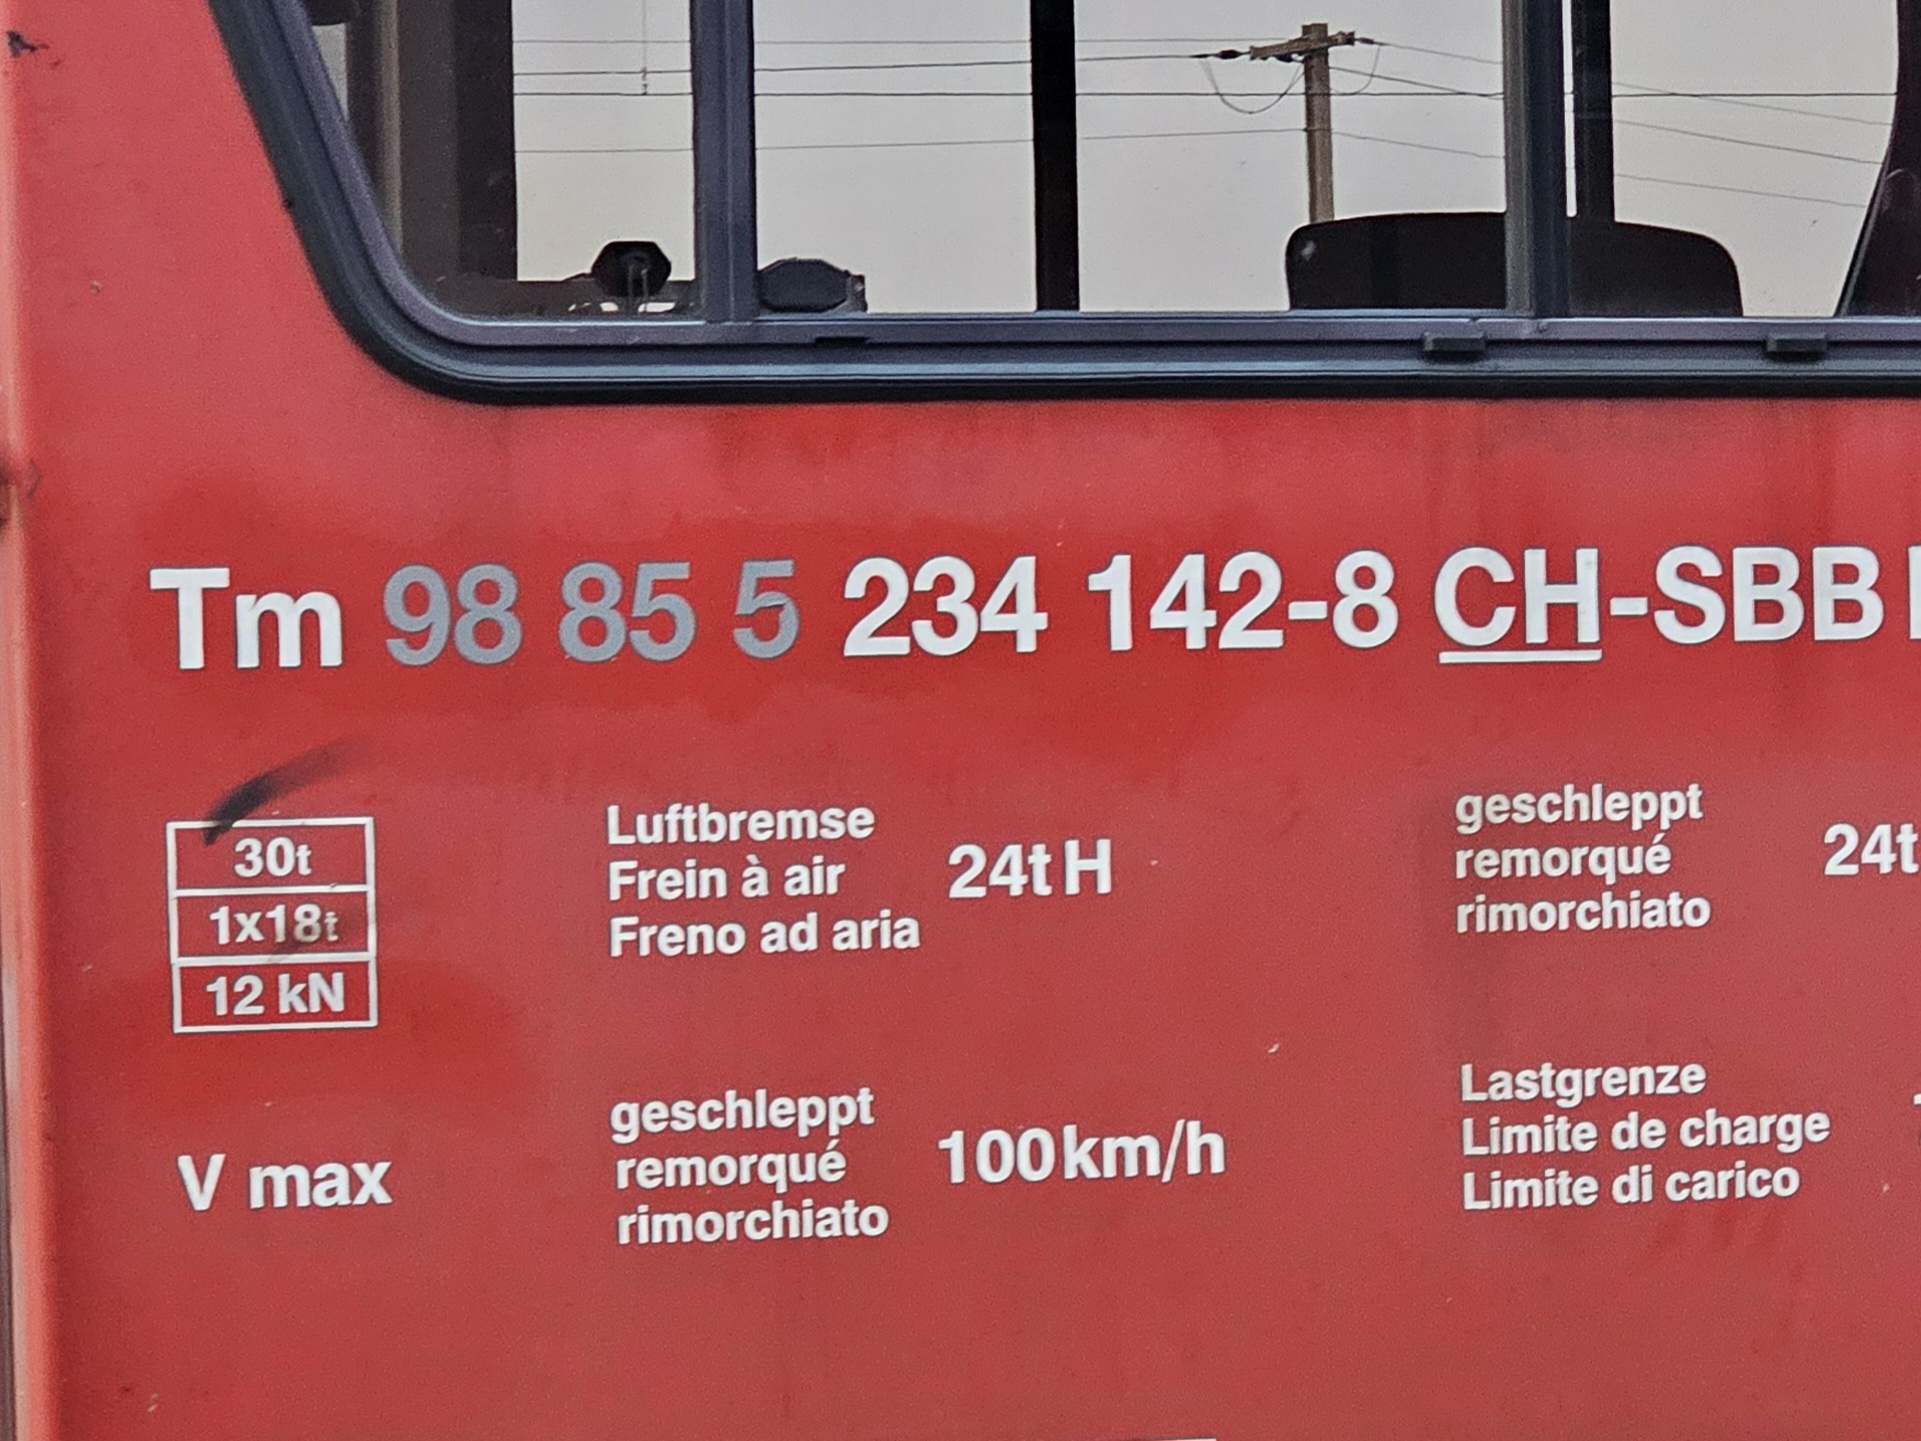 Tm 98 85 5 234 142-8 CH-SBB
30t
1x18t
12 kN
Luftbremse
Frein à air
Freno ad aria
24t H
geschleppt
remorqué
rimorchiato
24t
V max
geschleppt
remorqué
rimorchiato
100km/h
Lastgrenze
Limite de charge
Limite di carico